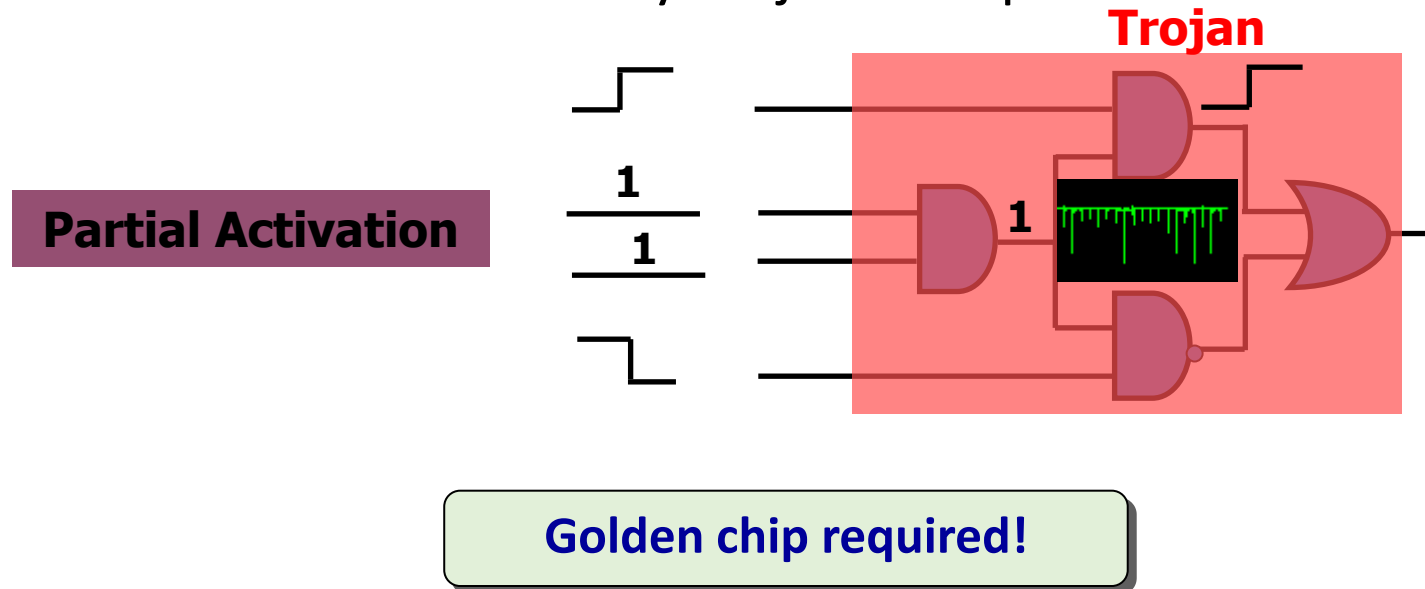 Trojan
1
1
1
Partial Activation
Golden chip required!